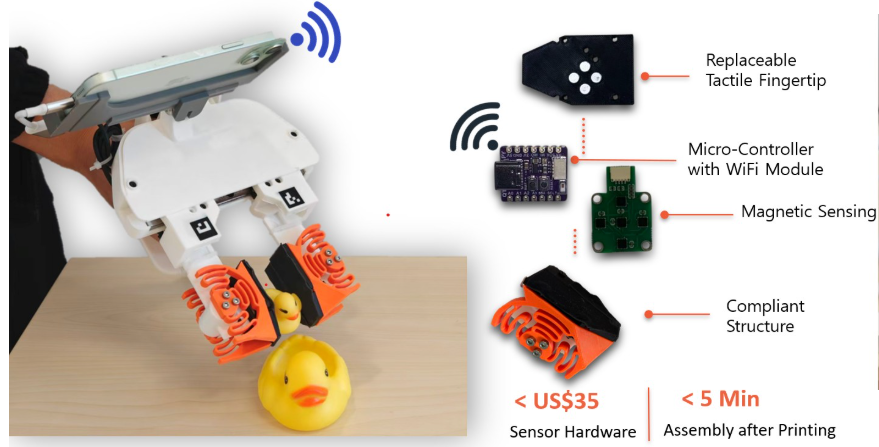 Replaceable
Tactile Fingertip
Micro-Controller
with WiFi Module
Magnetic Sensing
Compliant
Structure
< US$35
Sensor Hardware
< 5 Min
Assembly after Printing